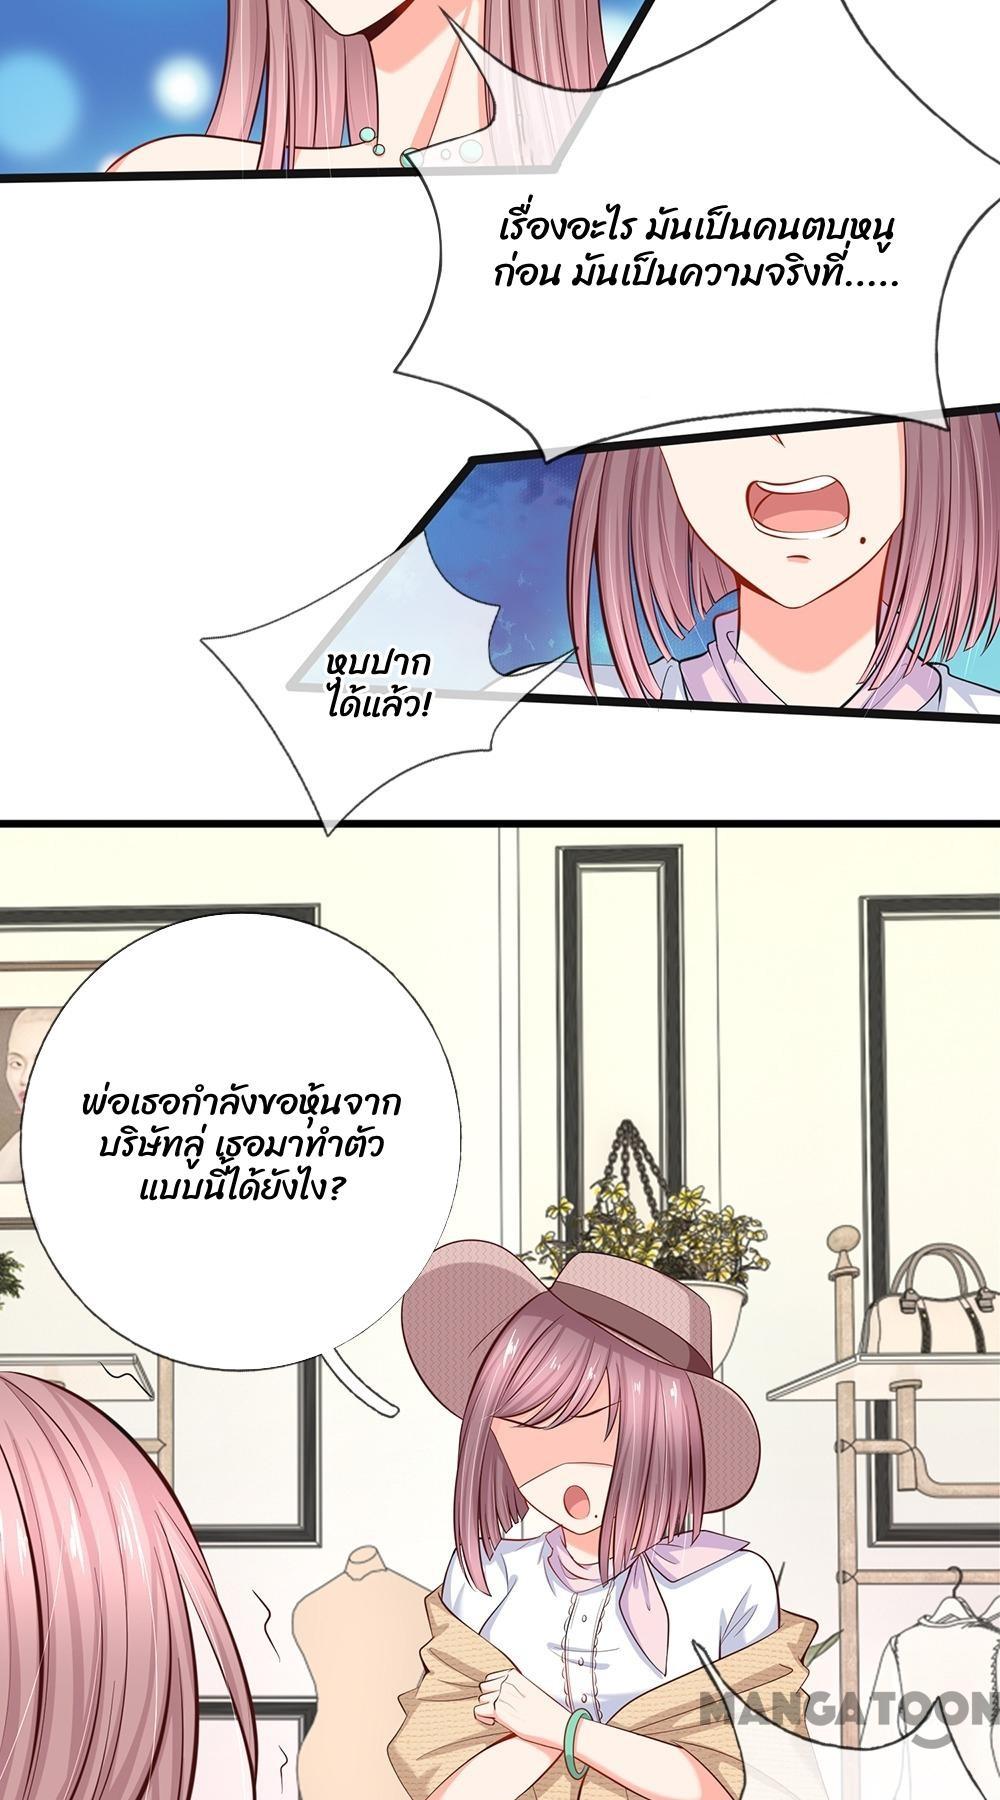 เรื่องอะไร มันเป็นคนตบหนู
ก่อน มันเป็นความจริงที่.....
หุบปาก
ได้แล้ว!
พ่อเธอกำลังขอหุ้นจาก
บริษัทลู่ เธอมาทำตัว
แบบนี้ได้ยังไง?
MANGATOON